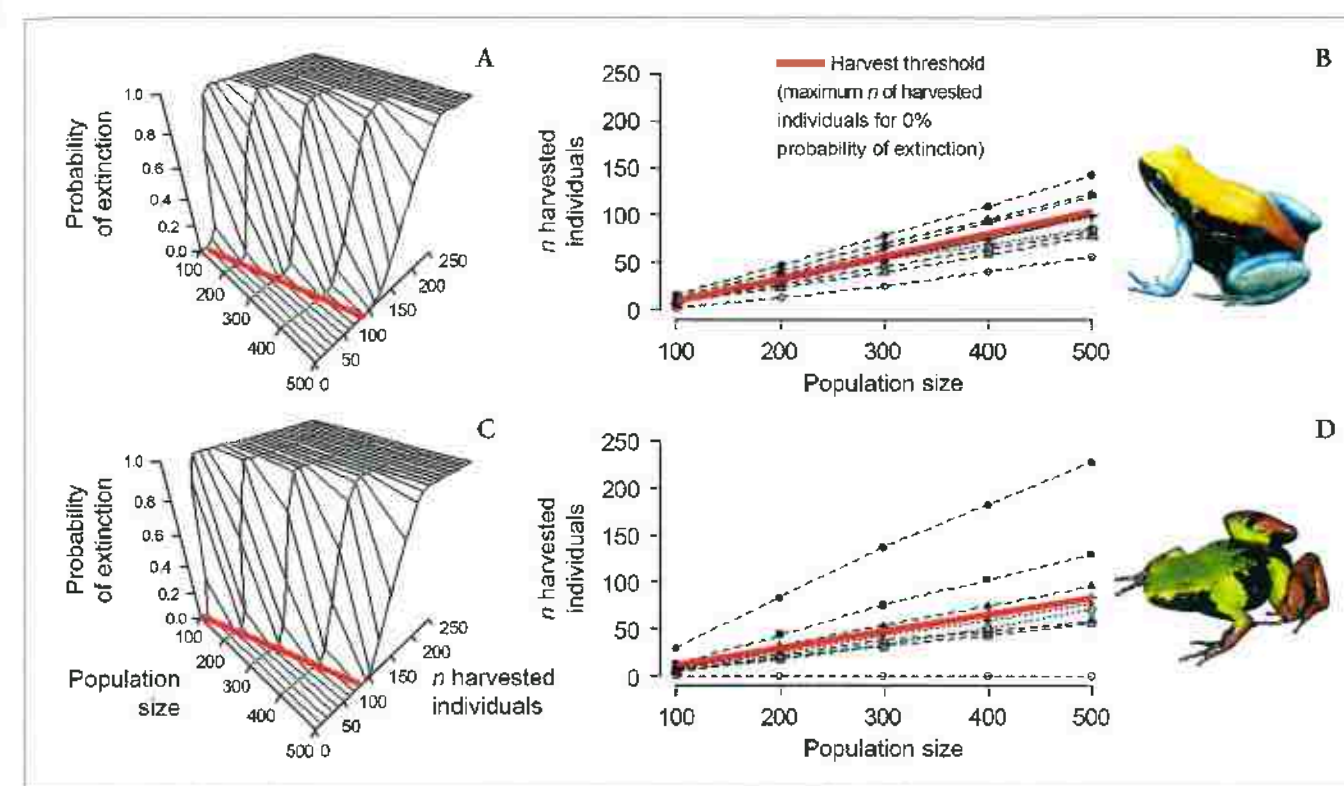 A
Probability
of extinction
1.0
0.8
0.6
0.4
0.2
0.0
100
200
300
400
500 0
50
100
150
200
250
B
Harvest threshold
(maximum n of harvested
individuals for 0%
probability of extinction)
n harvested
individuals
250
200
150
100
50
0
100 200 300 400 500
Population size
C
Probability
of extinction
1.0
0.8
0.6
0.4
0.2
0.0
100
200
300
400
500 0
50
100
150
200
250
Population
size
n harvested
individuals
D
n harvested
individuals
250
200
150
100
50
0
100 200 300 400 500
Population size